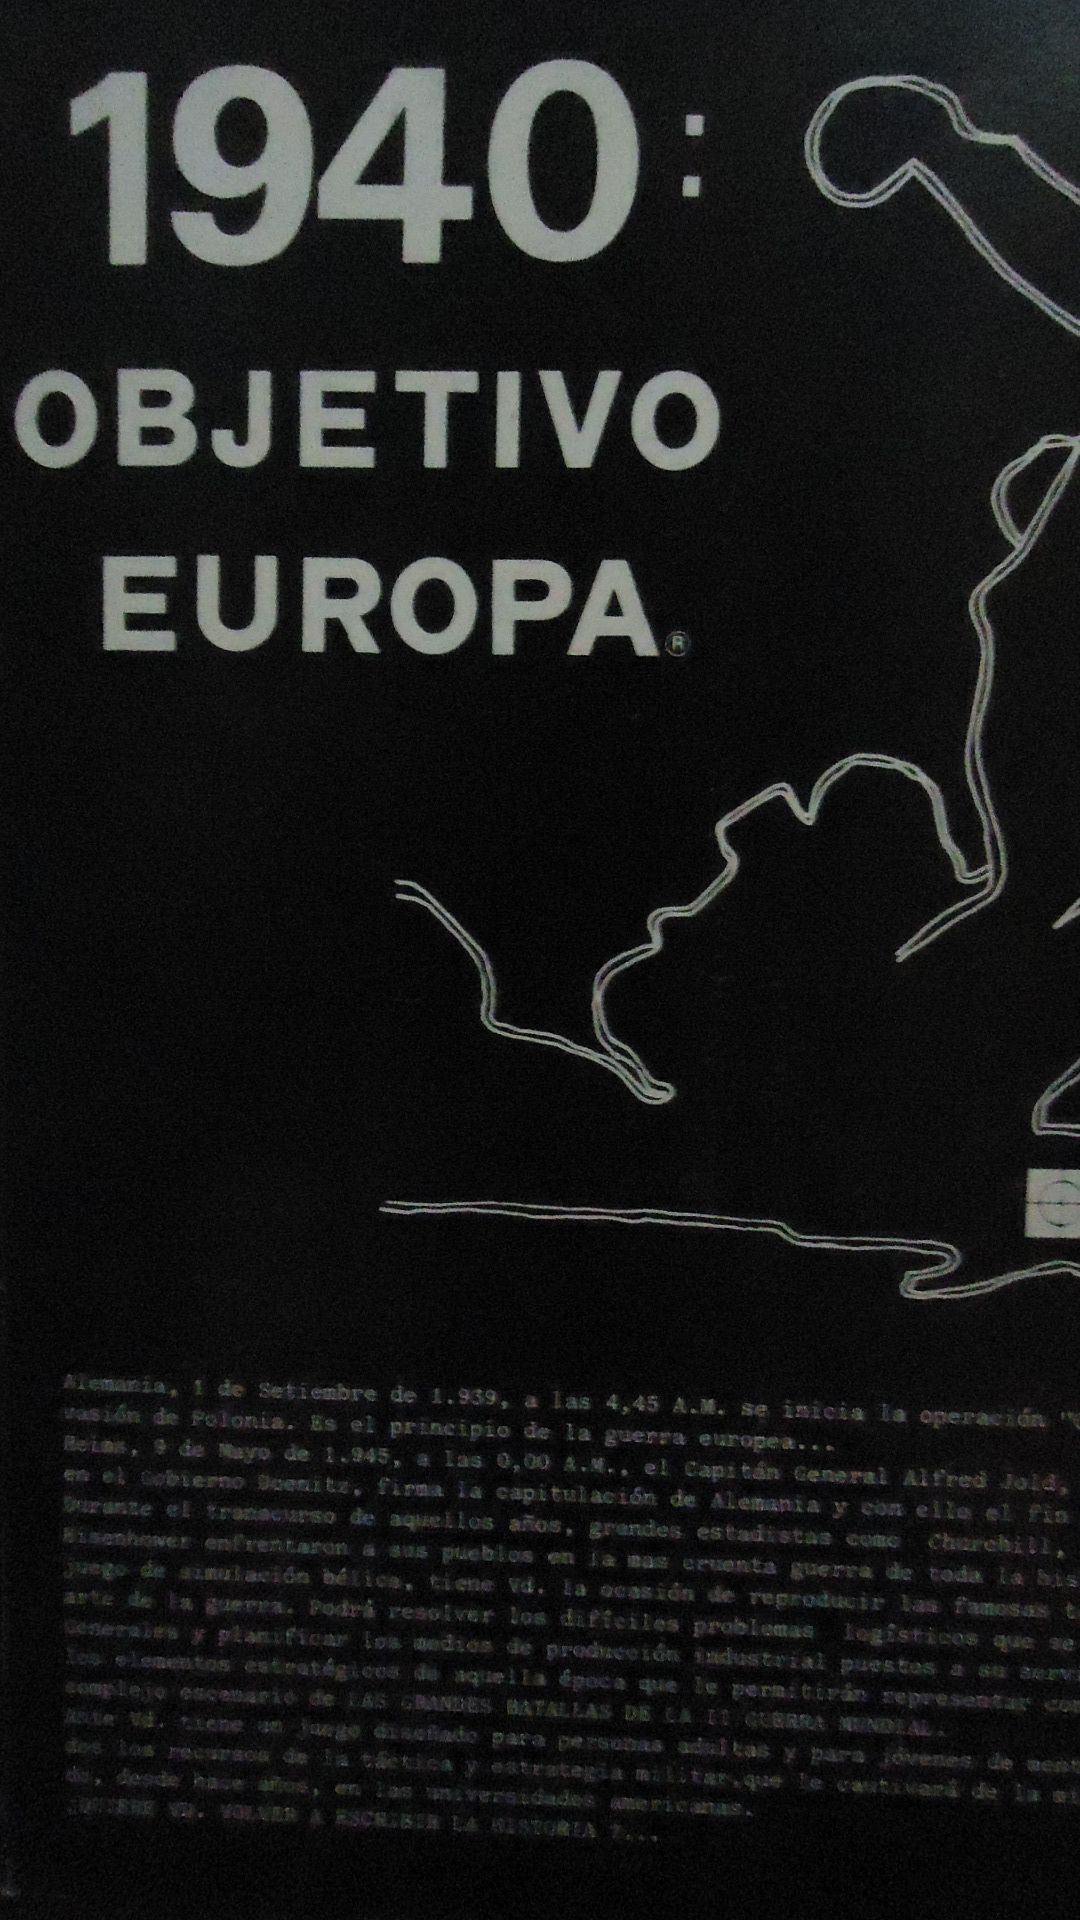 1940:
OBJETIVO
EUROPA®
Alemania, 1 de Setiembre de 1.939, a las 4,45 A.M. se inicia la operación
vasión de Polonia. Es el principio de la guerra europea...
Reims, 9 de Mayo de 1.945, a las 0,00 A.M., el Capitán General Alfred Jold,
en el Gobierno Doenitz, firma la capitulación de Alemania y con ello el fin
Durante el transcurso de aquellos años, grandes estadistas como Churchill,
Eisenhower enfrentaron a sus pueblos en la mas cruenta guerra de toda la his
juego de simulación bélica, tiene Vd. la ocasión de reproducir las famosas t
arte de la guerra. Podrá resolver los difíciles problemas logísticos que se
Generales y planificar los medios de producción industrial puestos a su serv
los elementos estratégicos de aquella época que le permitirán representar co
complejo escenario de LAS GRANDES BATALLAS DE LA II GUERRA MUNDIAL.
Ante Vd. tiene un juego diseñado para personas adultas y para jóvenes de ment
dos los recursos de la táctica y estrategia militar,que le cautivará de la mi
do, desde hace años, en las universidades americanas.
¿QUIERE VD. VOLVER A ESCRIBIR LA HISTORIA ?...